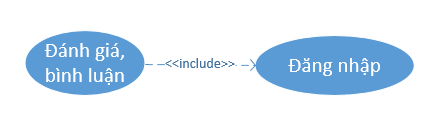 Đánh giá,
bình luận
<<include>>
Đăng nhập